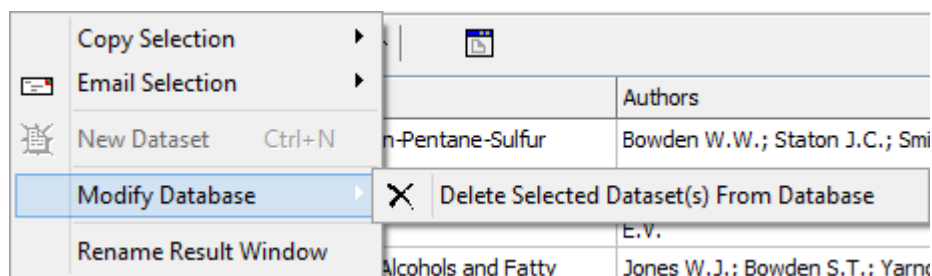 Copy Selection
Email Selection
Authors
New Dataset Ctrl+N
n-Pentane-Sulfur
Bowden W.W.; Staton J.C.; Smi
Modify Database
Delete Selected Dataset(s) From Database
E.V.
Rename Result Window
Alcohols and Fatty
Jones W.J.; Bowden S.T.; Yarn